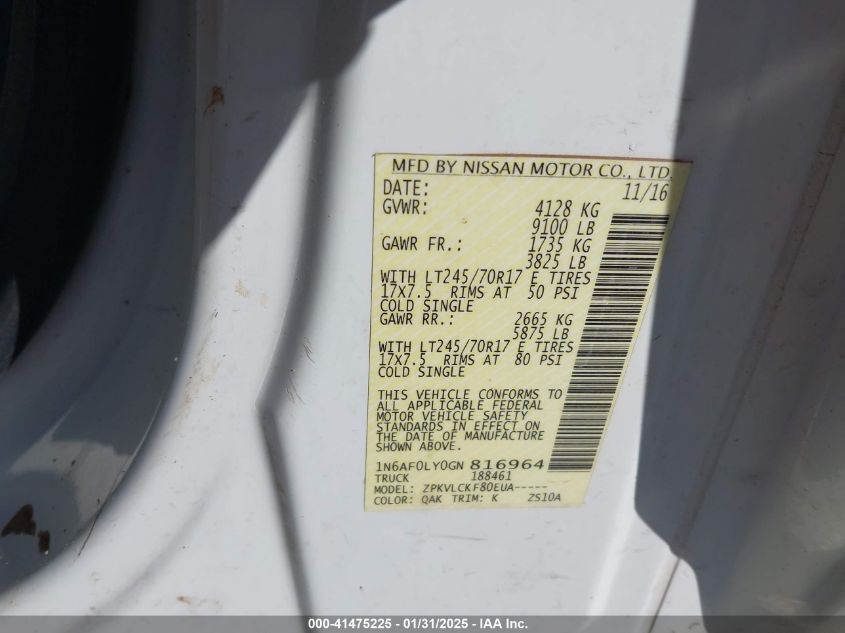 MFD BY NISSAN MOTOR CO., LTD.
DATE: 11/16
GVWR: 4128 KG
9100 LB
GAWR FR.: 1735 KG
3825 LB
WITH LT245/70R17 E TIRES
17X7.5 RIMS AT 50 PSI
COLD SINGLE
GAWR RR.: 2665 KG
5875 LB
WITH LT245/70R17 E TIRES
17X7.5 RIMS AT 80 PSI
COLD SINGLE
THIS VEHICLE CONFORMS TO
ALL APPLICABLE FEDERAL
MOTOR VEHICLE SAFETY
STANDARDS IN EFFECT ON
THE DATE OF MANUFACTURE
SHOWN ABOVE.
1N6AF0LY0GN 816964
TRUCK 188461
MODEL: ZPKVLCKF80EUA-----
COLOR: QAK TRIM: K ZS10A
000-41475225 - 01/31/2025 - IAA Inc.